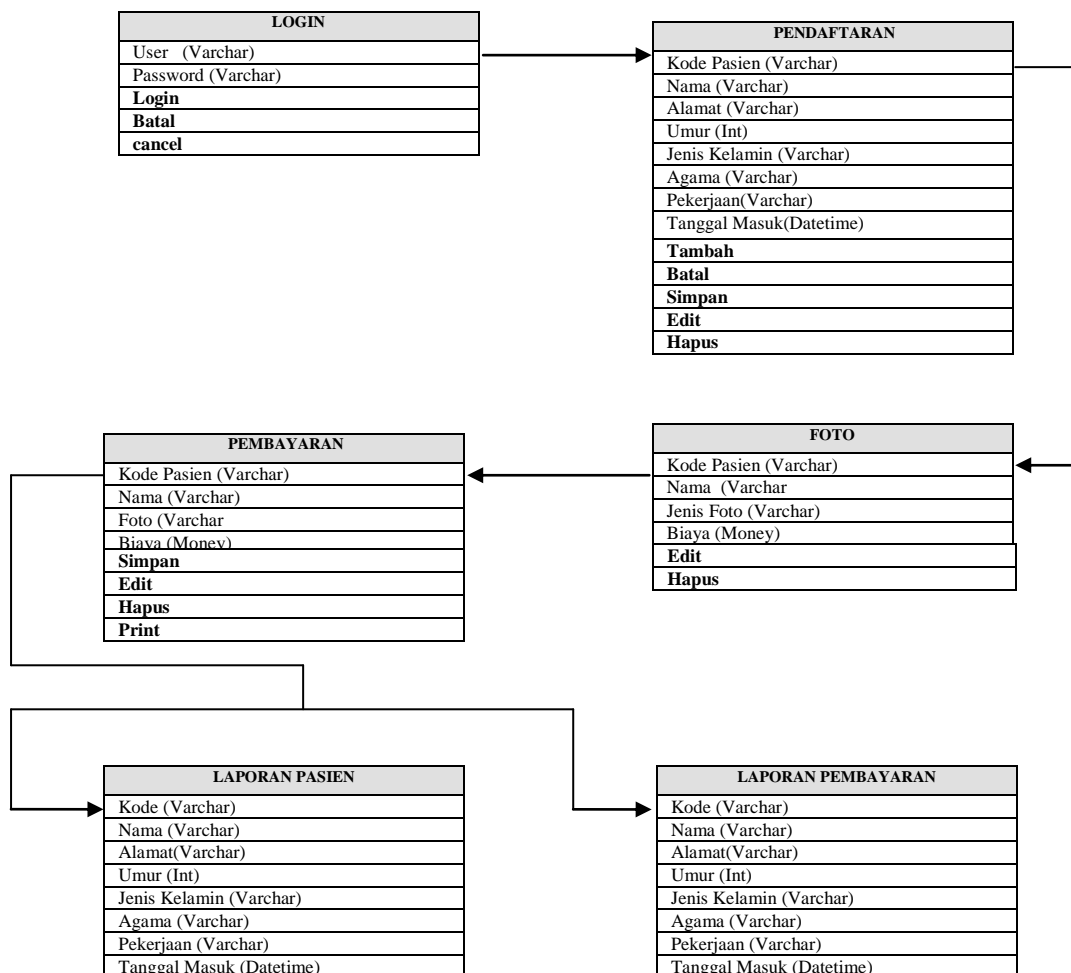 LOGIN
User (Varchar)
Password (Varchar)
Login
Batal
cancel
PENDAFTARAN
Kode Pasien (Varchar)
Nama (Varchar)
Alamat (Varchar)
Umur (Int)
Jenis Kelamin (Varchar)
Agama (Varchar)
Pekerjaan(Varchar)
Tanggal Masuk(Datetime)
Tambah
Batal
Simpan
Edit
Hapus
PEMBAYARAN
Kode Pasien (Varchar)
Nama (Varchar)
Foto (Varchar
Biaya (Money)
Simpan
Edit
Hapus
Print
FOTO
Kode Pasien (Varchar)
Nama (Varchar
Jenis Foto (Varchar)
Biaya (Money)
Edit
Hapus
LAPORAN PASIEN
Kode (Varchar)
Nama (Varchar)
Alamat(Varchar)
Umur (Int)
Jenis Kelamin (Varchar)
Agama (Varchar)
Pekerjaan (Varchar)
Tanggal Masuk (Datetime)
LAPORAN PEMBAYARAN
Kode (Varchar)
Nama (Varchar)
Alamat(Varchar)
Umur (Int)
Jenis Kelamin (Varchar)
Agama (Varchar)
Pekerjaan (Varchar)
Tanggal Masuk (Datetime)